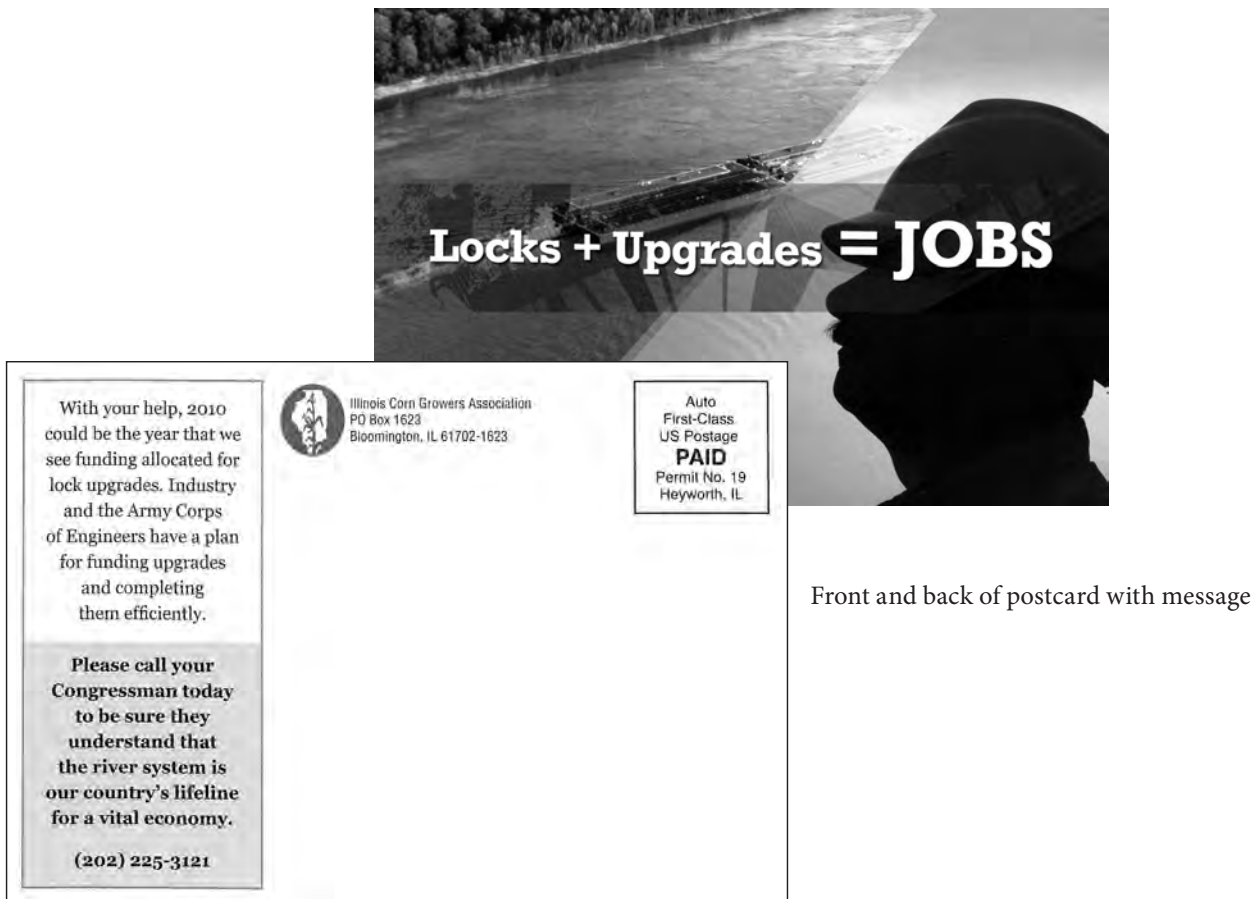 Locks + Upgrades = JOBS
With your help, 2010
could be the year that we
see funding allocated for
lock upgrades. Industry
and the Army Corps
of Engineers have a plan
for funding upgrades
and completing
them efficiently.
Please call your
Congressman today
to be sure they
understand that
the river system is
our country's lifeline
for a vital economy.
(202) 225-3121
Illinois Corn Growers Association
PO Box 1623
Bloomington, IL 61702-1623
Auto
First-Class
US Postage
PAID
Permit No. 19
Heyworth, IL
Front and back of postcard with message